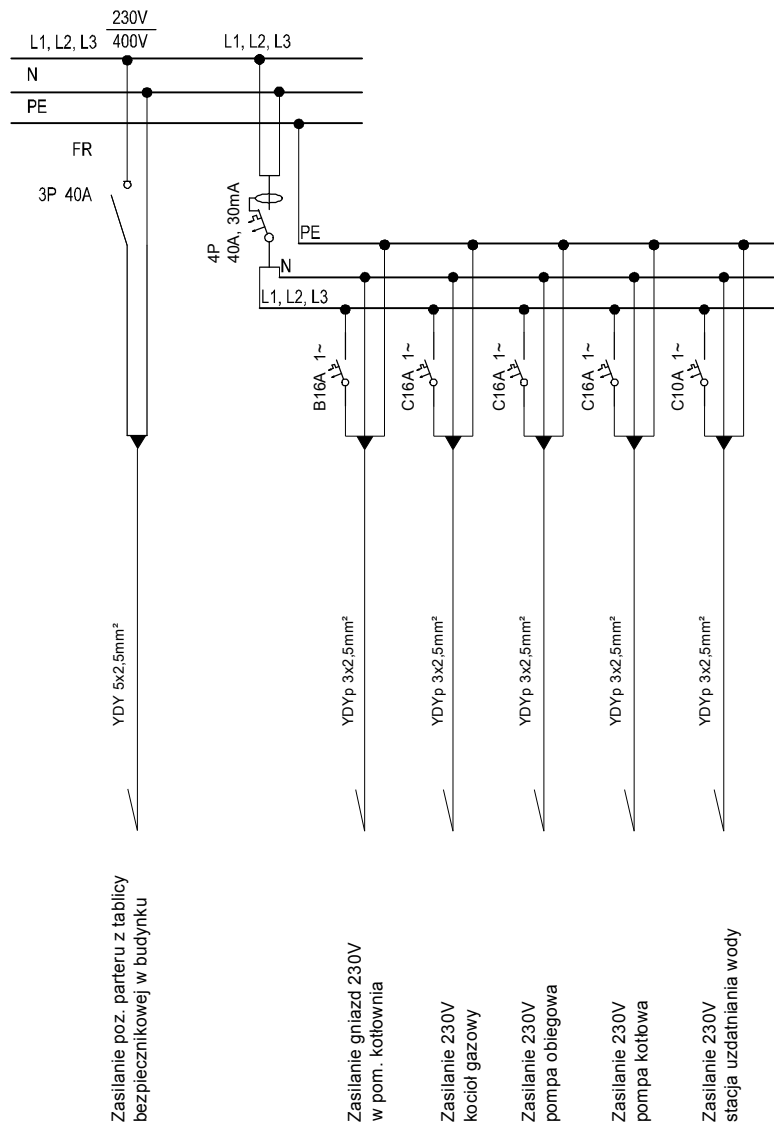 230V
400V
L1, L2, L3
L1, L2, L3
N
PE
FR
3P 40A
4P
40A, 30mA
PE
N
L1, L2, L3
B16A 1~
C16A 1~
C16A 1~
C16A 1~
C10A 1~
YDY 5x2,5mm²
YDYp 3x2,5mm²
YDYp 3x2,5mm²
YDYp 3x2,5mm²
YDYp 3x2,5mm²
YDYp 3x2,5mm²
Zasilanie poz. parteru z tablicy
bezpiecznikowej w budynku
Zasilanie gniazd 230V
w pom. kotłownia
Zasilanie 230V
kocioł gazowy
Zasilanie 230V
pompa obiegowa
Zasilanie 230V
pompa kotłowa
Zasilanie 230V
stacja uzdatniania wody